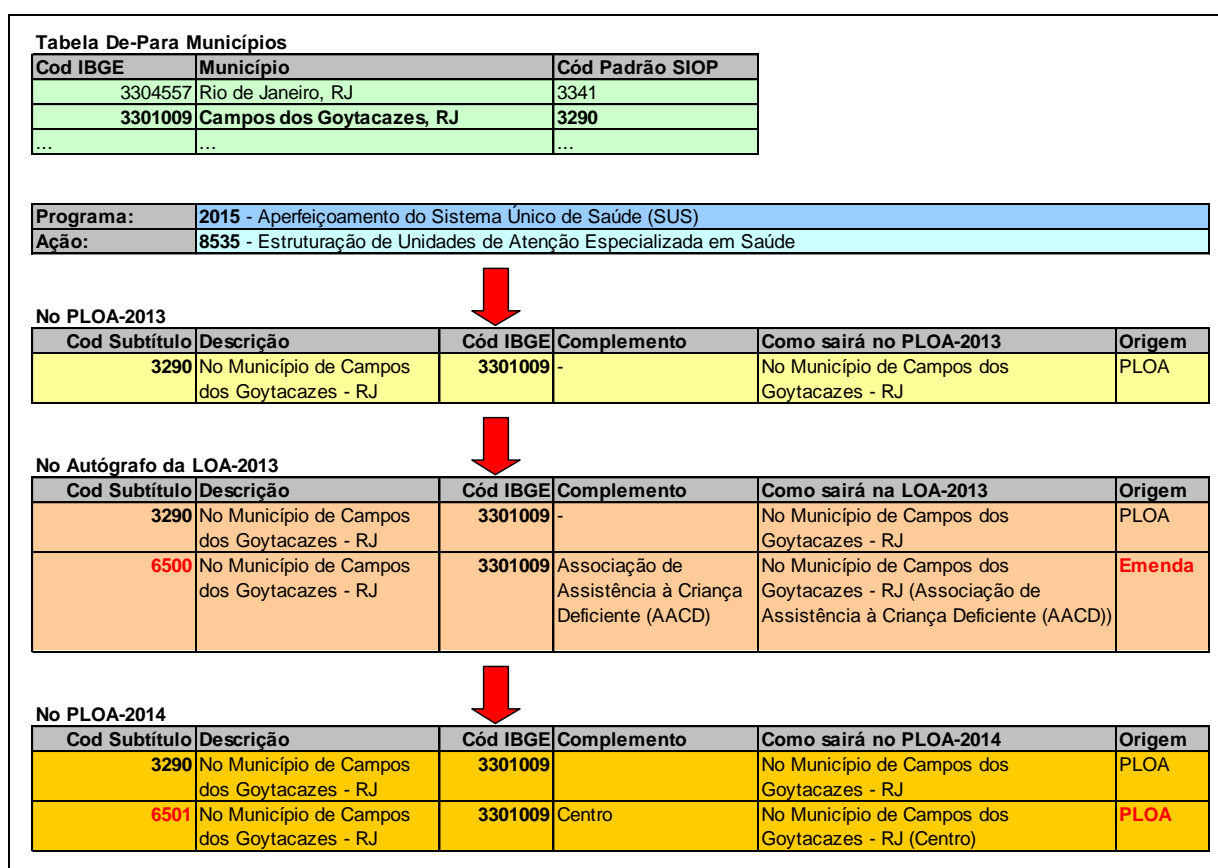 Tabela De-Para Municípios
Cod IBGE Município Cód Padrão SIOP
3304557 Rio de Janeiro, RJ 3341
3301009 Campos dos Goytacazes, RJ 3290
... ... ...
Programa: 2015 - Aperfeiçoamento do Sistema Único de Saúde (SUS)
Ação: 8535 - Estruturação de Unidades de Atenção Especializada em Saúde
No PLOA-2013
Cod Subtítulo Descrição Cód IBGE Complemento Como sairá no PLOA-2013 Origem
3290 No Município de Campos 3301009 - No Município de Campos dos PLOA
dos Goytacazes - RJ Goytacazes - RJ
No Autógrafo da LOA-2013
Cod Subtítulo Descrição Cód IBGE Complemento Como sairá na LOA-2013 Origem
3290 No Município de Campos 3301009 - No Município de Campos dos PLOA
dos Goytacazes - RJ Goytacazes - RJ
6500 No Município de Campos 3301009 Associação de No Município de Campos dos Emenda
dos Goytacazes - RJ Assistência à Criança Goytacazes - RJ (Associação de
Deficiente (AACD) Assistência à Criança Deficiente (AACD))
No PLOA-2014
Cod Subtítulo Descrição Cód IBGE Complemento Como sairá no PLOA-2014 Origem
3290 No Município de Campos 3301009 No Município de Campos dos PLOA
dos Goytacazes - RJ Goytacazes - RJ
6501 No Município de Campos 3301009 Centro No Município de Campos dos PLOA
dos Goytacazes - RJ Goytacazes - RJ (Centro)